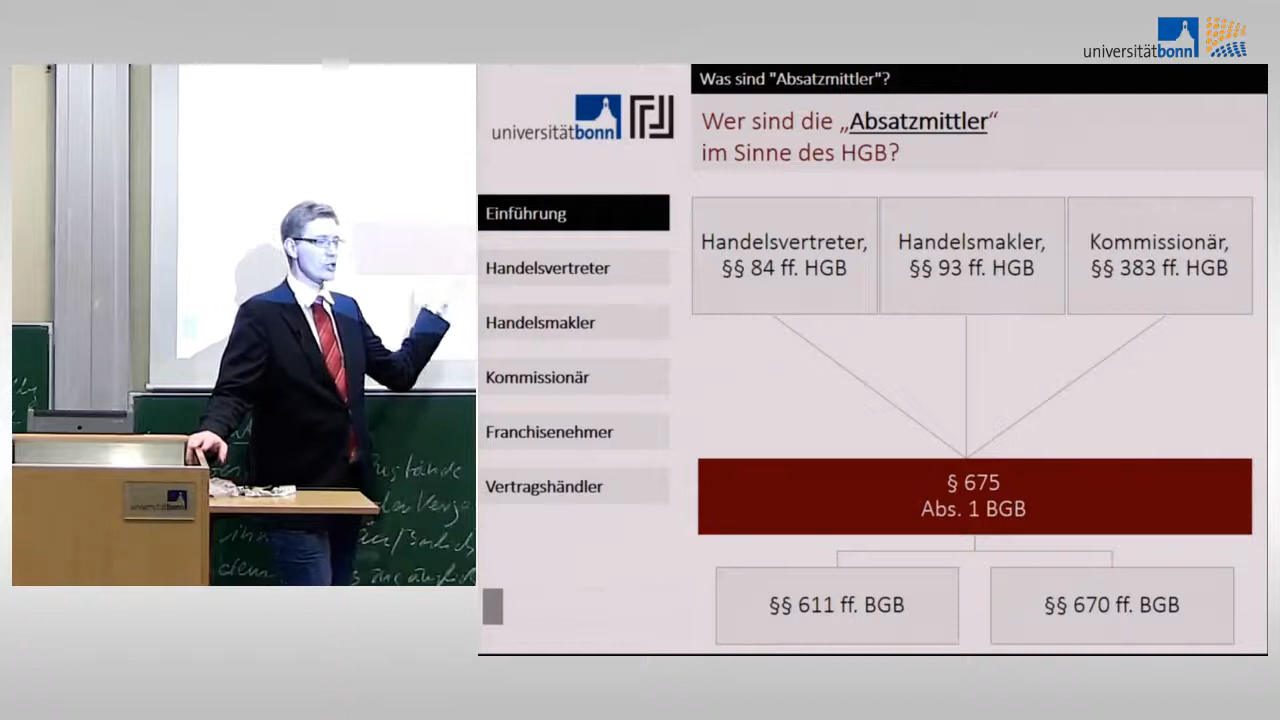 universitätbonn
Was sind "Absatzmittler"?
universitätbonn
Wer sind die „Absatzmittler“
im Sinne des HGB?
Einführung
Handelsvertreter
Handelsmakler
Kommissionär
Franchisenehmer
Vertragshändler
Handelsvertreter,
§§ 84 ff. HGB
Handelsmakler,
§§ 93 ff. HGB
Kommissionär,
§§ 383 ff. HGB
§ 675
Abs. 1 BGB
§§ 611 ff. BGB
§§ 670 ff. BGB
universitätbonn